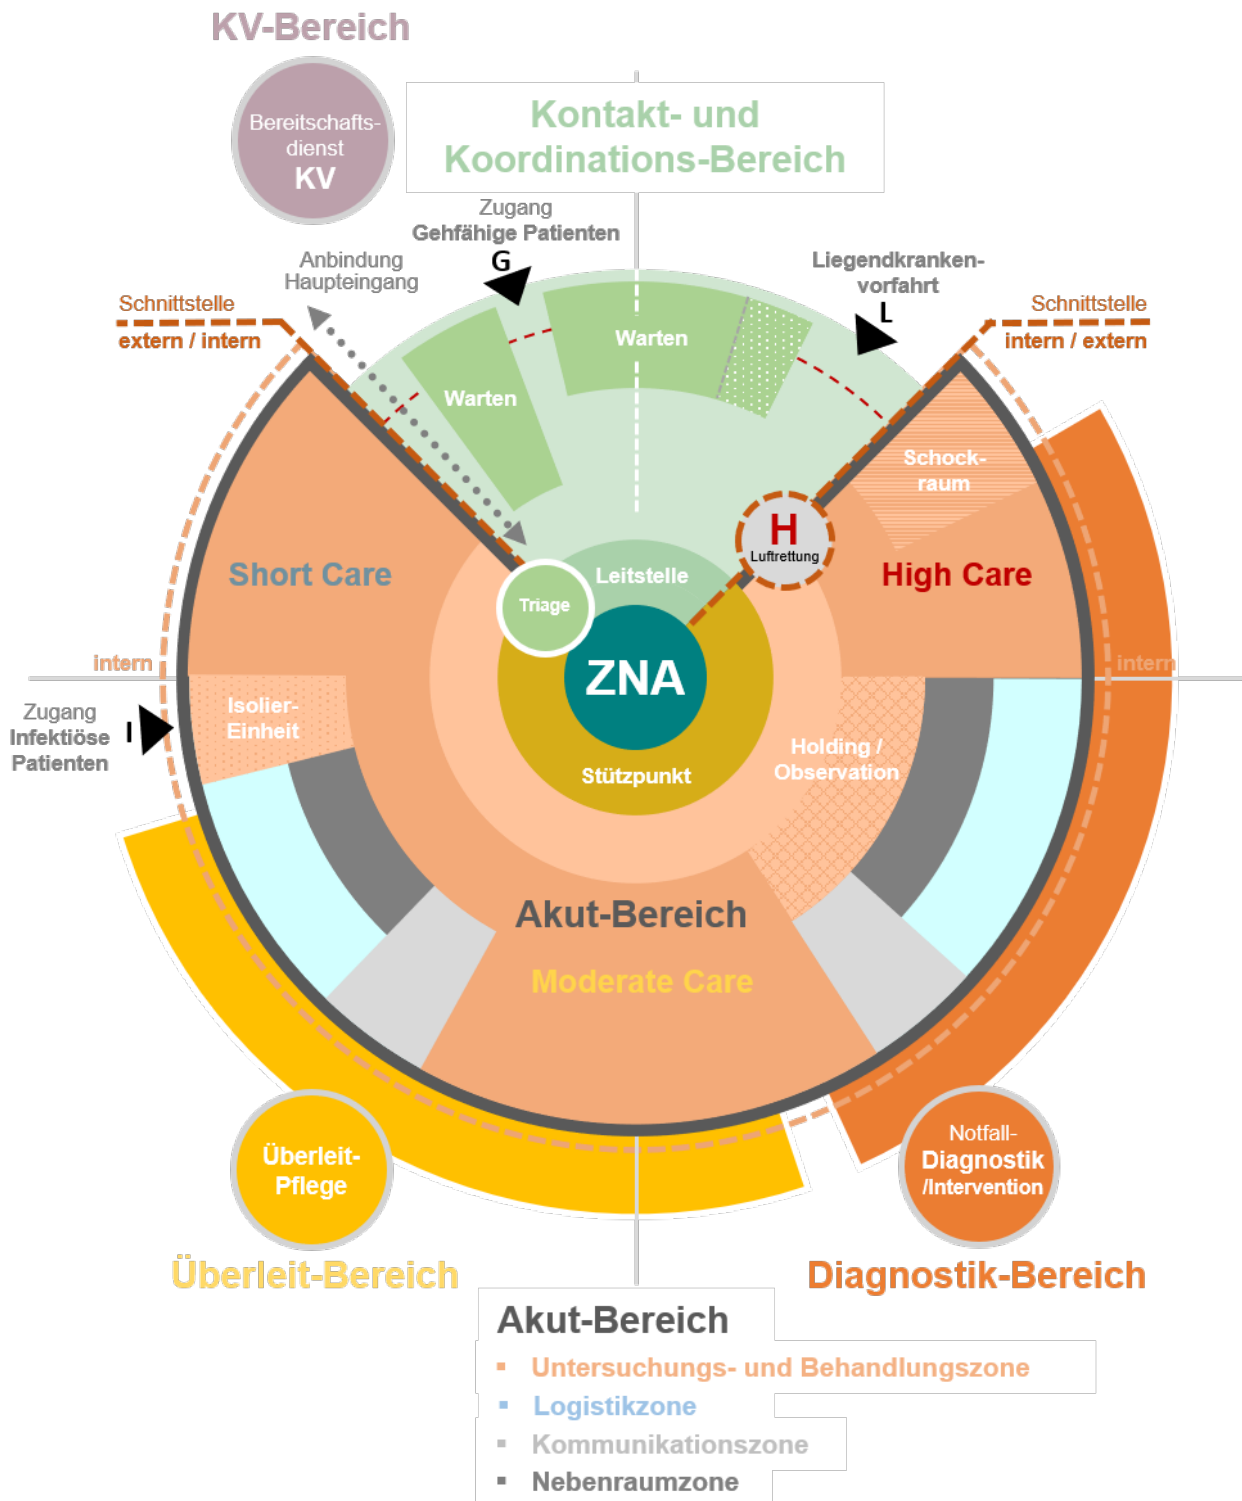 KV-Bereich
Bereitschafts-
dienst
KV
Kontakt- und
Koordinations-Bereich
Zugang
Gehfähige Patienten
G
Anbindung
Haupteingang
Liegendkranken-
vorfahrt
L
Schnittstelle
extern / intern
Schnittstelle
intern / extern
Warten
Warten
Schock-
raum
H
Luftrettung
Short Care
High Care
Leitstelle
Triage
ZNA
intern
intern
Zugang
Infektiöse
Patienten
I
Isolier-
Einheit
Holding /
Observation
Stützpunkt
Akut-Bereich
Moderate Care
Überleit-
Pflege
Notfall-
Diagnostik
/Intervention
Überleit-Bereich
Diagnostik-Bereich
Akut-Bereich
▪ Untersuchungs- und Behandlungszone
▪ Logistikzone
▪ Kommunikationszone
▪ Nebenraumzone